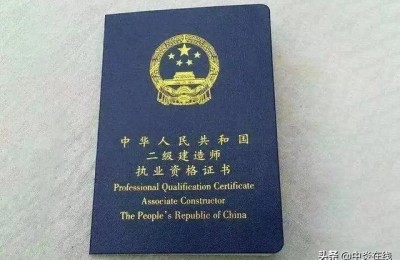 中华人民共和国
二级建造师
执业资格证书
Professional Qualification Certificate
Associate Constructor
The People's Republic of China
头条@中炎在线